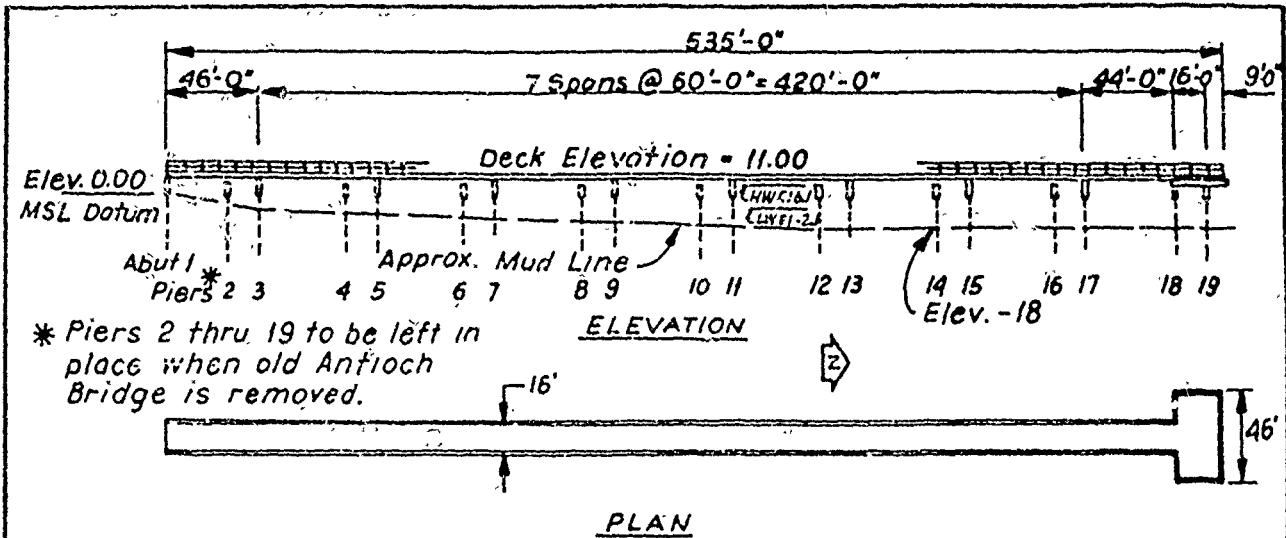 535'-0"
46'-0" 7 Spans @ 60'-0" = 420'-0" 44'-0" 16'-0" 9'0"
Deck Elevation = 11.00
Elev. 0.00
MSL Datum
Abut 1
Piers * 2 3 4 5 6 7 8 9 10 11 12 13 14 15 16 17 18 19
Approx. Mud Line
Elev. -18
ELEVATION
* Piers 2 thru 19 to be left in
place when old Antioch
Bridge is removed.
16'
46'
PLAN